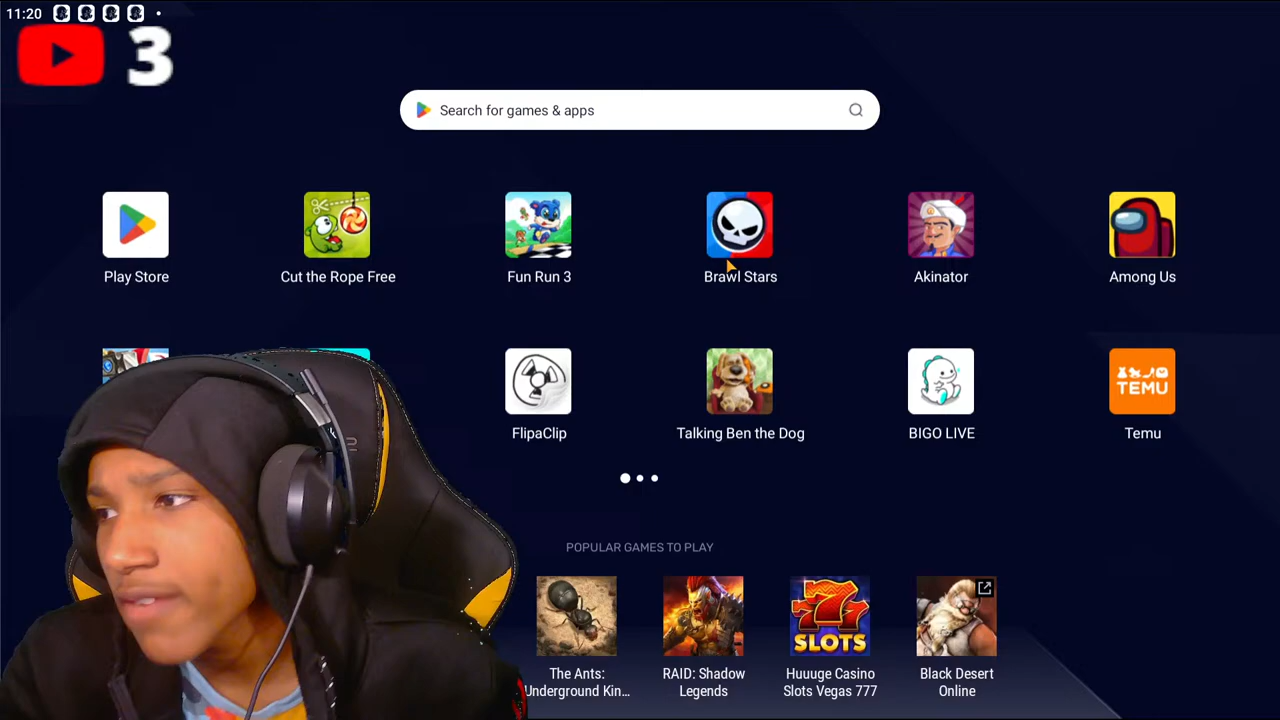 11:20
3
Search for games & apps
Play Store
Cut the Rope Free
Fun Run 3
Brawl Stars
Akinator
Among Us
FlipaClip
Talking Ben the Dog
TEMU
BIGO LIVE
Temu
POPULAR GAMES TO PLAY
777
SLOTS
The Ants:
Underground Kin...
RAID: Shadow
Legends
Huuuge Casino
Slots Vegas 777
Black Desert
Online